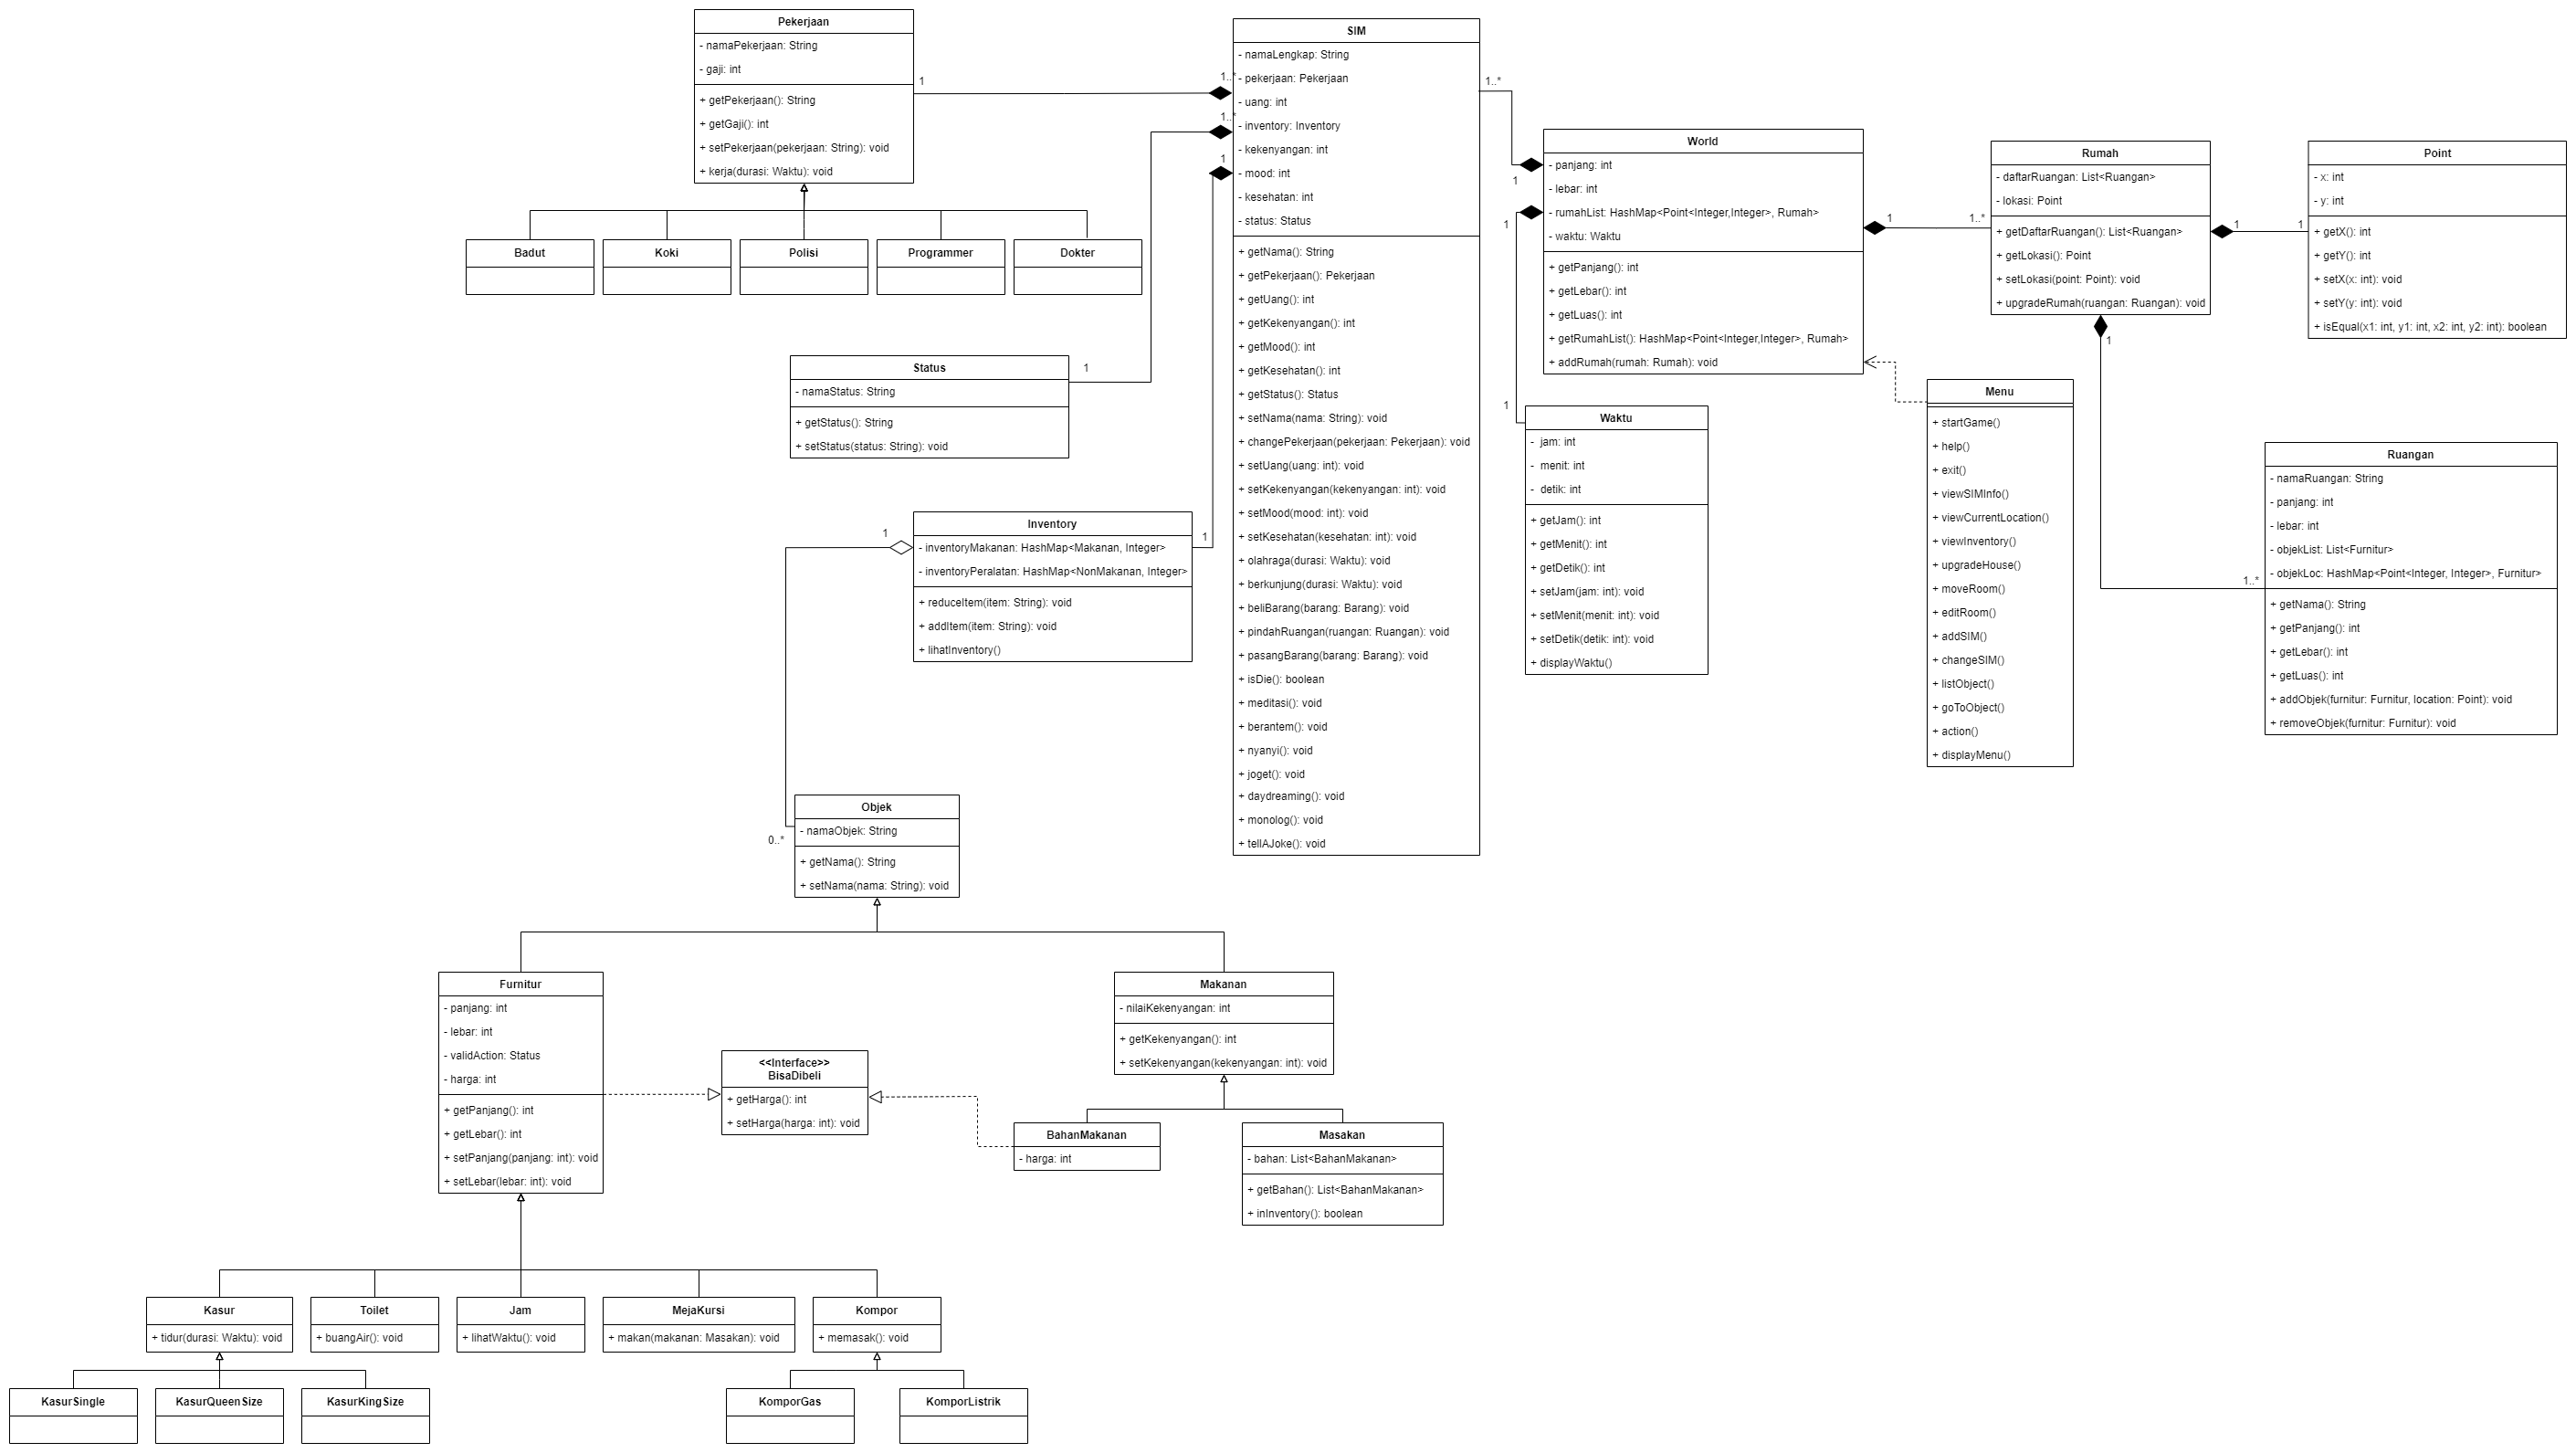 Pekerjaan
- namaPekerjaan: String
- gaji: int
+ getPekerjaan(): String
+ getGaji(): int
+ setPekerjaan(pekerjaan: String): void
+ kerja(durasi: Waktu): void
1
1..*
Badut
Koki
Polisi
Programmer
Dokter
Status
- namaStatus: String
+ getStatus(): String
+ setStatus(status: String): void
1
1..*
Inventory
- inventoryMakanan: HashMap<Makanan, Integer>
- inventoryPeralatan: HashMap<NonMakanan, Integer>
+ reduceItem(item: String): void
+ addItem(item: String): void
+ lihatInventory()
1
1
1
0..*
SIM
- namaLengkap: String
- pekerjaan: Pekerjaan
- uang: int
- inventory: Inventory
- kekenyangan: int
- mood: int
- kesehatan: int
- status: Status
+ getNama(): String
+ getPekerjaan(): Pekerjaan
+ getUang(): int
+ getKekenyangan(): int
+ getMood(): int
+ getKesehatan(): int
+ getStatus(): Status
+ setNama(nama: String): void
+ changePekerjaan(pekerjaan: Pekerjaan): void
+ setUang(uang: int): void
+ setKekenyangan(kekenyangan: int): void
+ setMood(mood: int): void
+ setKesehatan(kesehatan: int): void
+ olahraga(durasi: Waktu): void
+ berkunjung(durasi: Waktu): void
+ beliBarang(barang: Barang): void
+ pindahRuangan(ruangan: Ruangan): void
+ pasangBarang(barang: Barang): void
+ isDie(): boolean
+ meditasi(): void
+ berantem(): void
+ nyanyi(): void
+ joget(): void
+ daydreaming(): void
+ monolog(): void
+ tellAJoke(): void
1..*
1
World
- panjang: int
- lebar: int
- rumahList: HashMap<Point<Integer,Integer>, Rumah>
- waktu: Waktu
+ getPanjang(): int
+ getLebar(): int
+ getLuas(): int
+ getRumahList(): HashMap<Point<Integer,Integer>, Rumah>
+ addRumah(rumah: Rumah): void
1
1
1
1..*
Waktu
- jam: int
- menit: int
- detik: int
+ getJam(): int
+ getMenit(): int
+ getDetik(): int
+ setJam(jam: int): void
+ setMenit(menit: int): void
+ setDetik(detik: int): void
+ displayWaktu()
Rumah
- daftarRuangan: List<Ruangan>
- lokasi: Point
+ getDaftarRuangan(): List<Ruangan>
+ getLokasi(): Point
+ setLokasi(point: Point): void
+ upgradeRumah(ruangan: Ruangan): void
1
1
1
1..*
Point
- x: int
- y: int
+ getX(): int
+ getY(): int
+ setX(x: int): void
+ setY(y: int): void
+ isEqual(x1: int, y1: int, x2: int, y2: int): boolean
Menu
+ startGame()
+ help()
+ exit()
+ viewSIMInfo()
+ viewCurrentLocation()
+ viewInventory()
+ upgradeHouse()
+ moveRoom()
+ editRoom()
+ addSIM()
+ changeSIM()
+ listObject()
+ goToObject()
+ action()
+ displayMenu()
Ruangan
- namaRuangan: String
- panjang: int
- lebar: int
- objekList: List<Furnitur>
- objekLoc: HashMap<Point<Integer, Integer>, Furnitur>
+ getNama(): String
+ getPanjang(): int
+ getLebar(): int
+ getLuas(): int
+ addObjek(furnitur: Furnitur, location: Point): void
+ removeObjek(furnitur: Furnitur): void
Objek
- namaObjek: String
+ getNama(): String
+ setNama(nama: String): void
Furnitur
- panjang: int
- lebar: int
- validAction: Status
- harga: int
+ getPanjang(): int
+ getLebar(): int
+ setPanjang(panjang: int): void
+ setLebar(lebar: int): void
<<Interface>>
BisaDibeli
+ getHarga(): int
+ setHarga(harga: int): void
Makanan
- nilaiKekenyangan: int
+ getKekenyangan(): int
+ setKekenyangan(kekenyangan: int): void
BahanMakanan
- harga: int
Masakan
- bahan: List<BahanMakanan>
+ getBahan(): List<BahanMakanan>
+ inInventory(): boolean
Kasur
+ tidur(durasi: Waktu): void
Toilet
+ buangAir(): void
Jam
+ lihatWaktu(): void
MejaKursi
+ makan(makanan: Masakan): void
Kompor
+ memasak(): void
KasurSingle
KasurQueenSize
KasurKingSize
KomporGas
KomporListrik